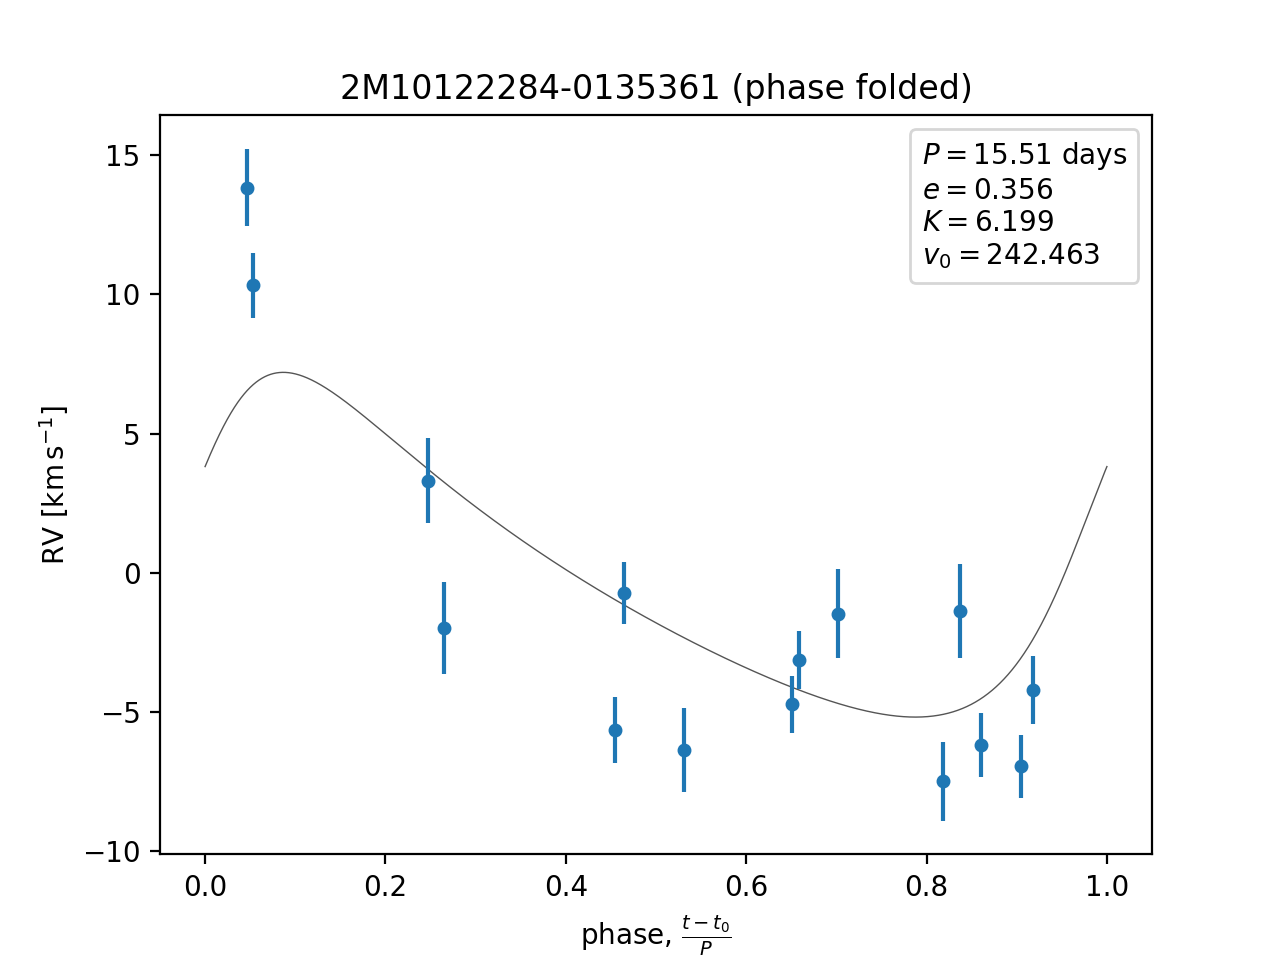 2M10122284-0135361 (phase folded)
P = 15.51 days
e = 0.356
K = 6.199
v₀ = 242.463
RV [km s⁻¹]
15
10
5
0
−5
−10
0.0 0.2 0.4 0.6 0.8 1.0
phase, (t − t₀)/P